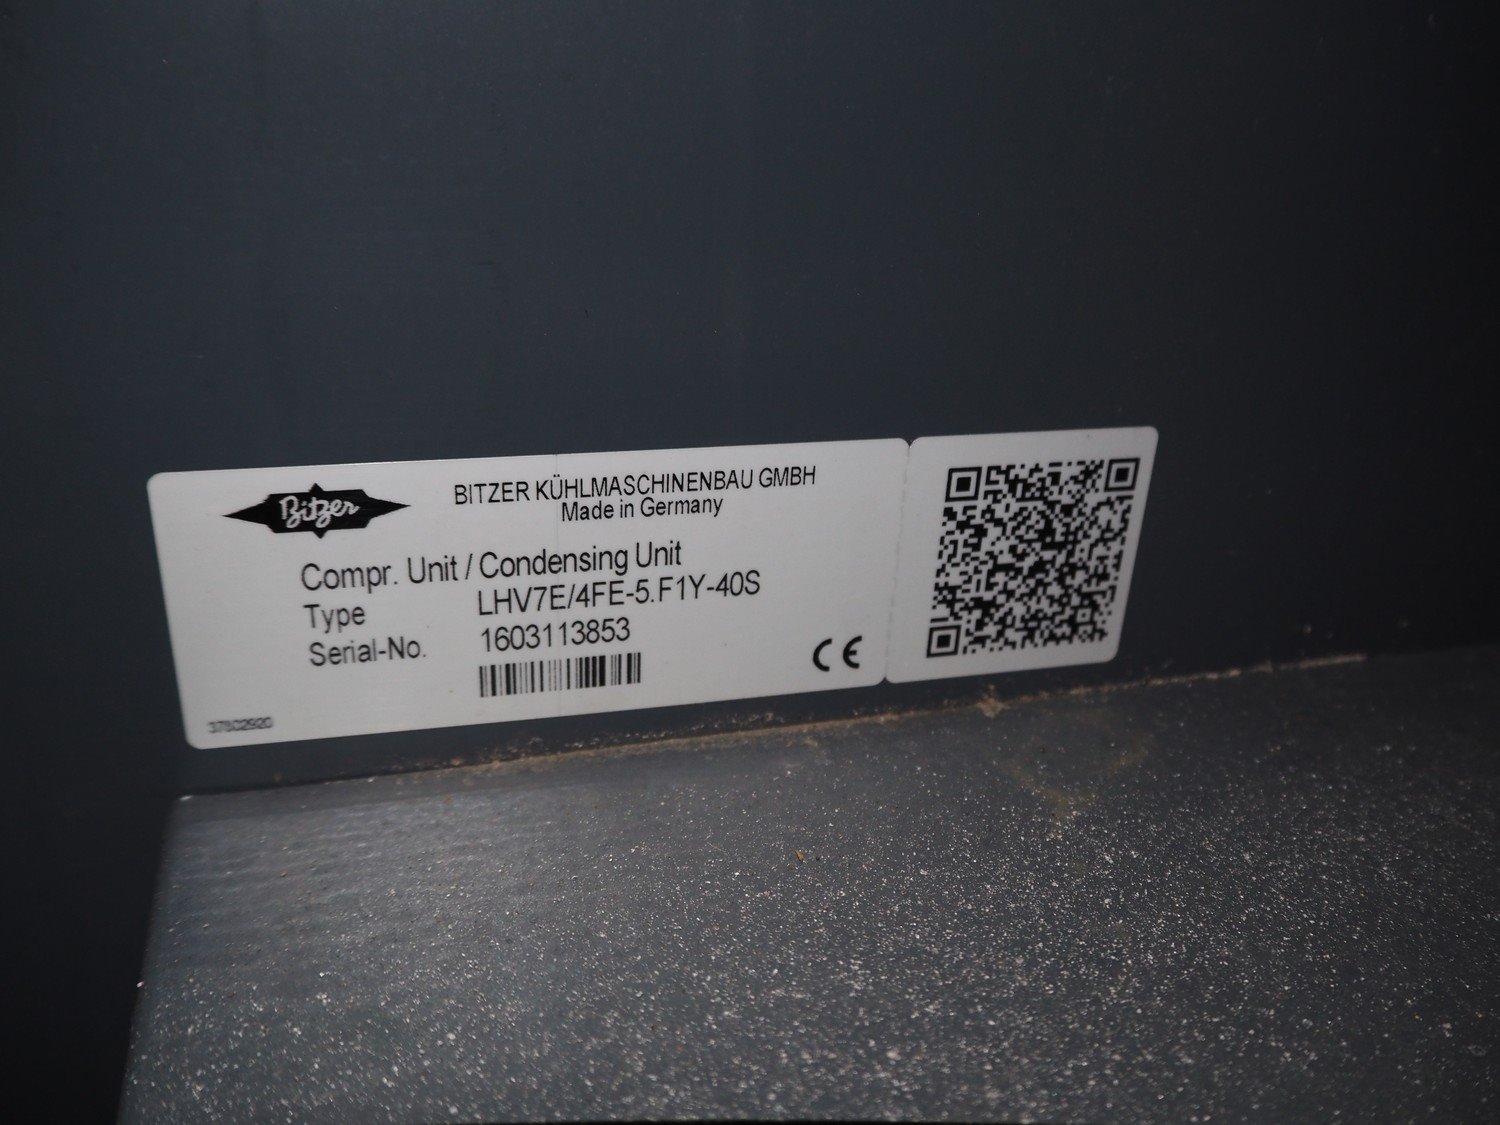 Bitzer
BITZER KÜHLMASCHINENBAU GMBH
Made in Germany
Compr. Unit / Condensing Unit
Type LHV7E/4FE-5.F1Y-40S
Serial-No. 1603113853
CE